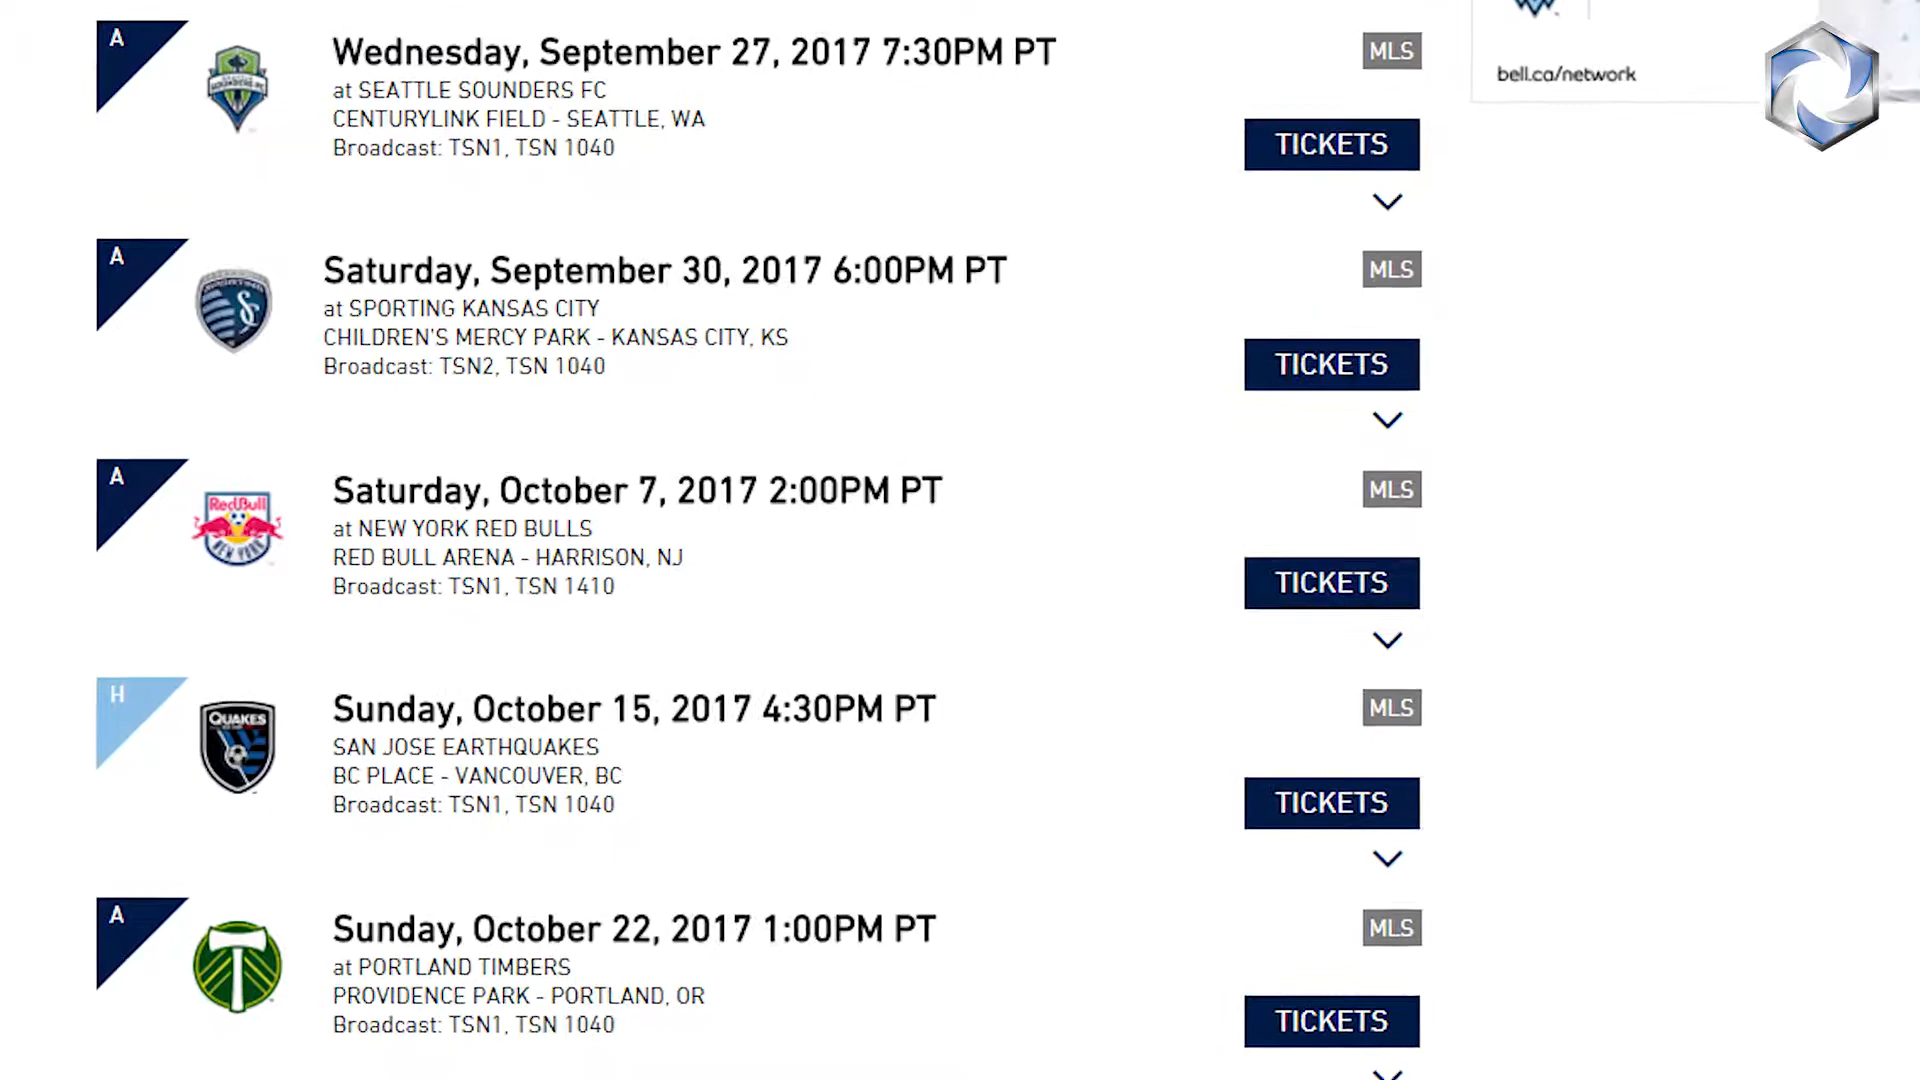 A
Wednesday, September 27, 2017 7:30PM PT
at SEATTLE SOUNDERS FC
CENTURYLINK FIELD - SEATTLE, WA
Broadcast: TSN1, TSN 1040
MLS
TICKETS
bell.ca/network
A
Saturday, September 30, 2017 6:00PM PT
at SPORTING KANSAS CITY
CHILDREN'S MERCY PARK - KANSAS CITY, KS
Broadcast: TSN2, TSN 1040
MLS
TICKETS
A
RedBull
NEW YORK
Saturday, October 7, 2017 2:00PM PT
at NEW YORK RED BULLS
RED BULL ARENA - HARRISON, NJ
Broadcast: TSN1, TSN 1410
MLS
TICKETS
H
QUAKES
Sunday, October 15, 2017 4:30PM PT
SAN JOSE EARTHQUAKES
BC PLACE - VANCOUVER, BC
Broadcast: TSN1, TSN 1040
MLS
TICKETS
A
Sunday, October 22, 2017 1:00PM PT
at PORTLAND TIMBERS
PROVIDENCE PARK - PORTLAND, OR
Broadcast: TSN1, TSN 1040
MLS
TICKETS